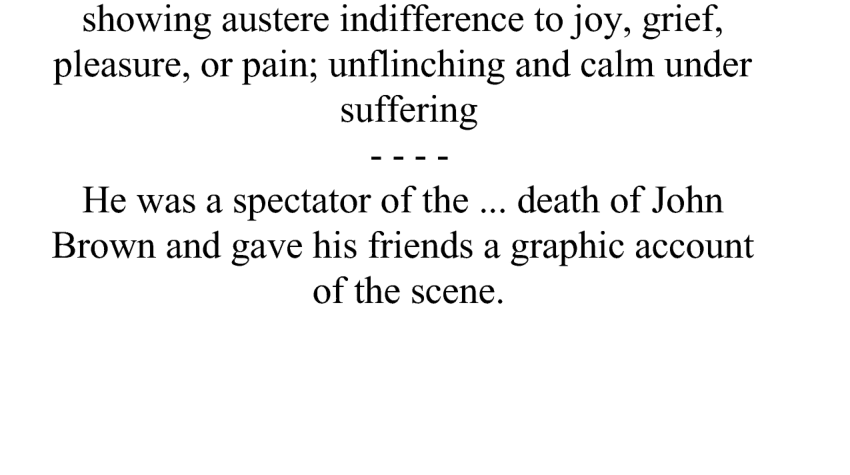 showing austere indifference to joy, grief,
pleasure, or pain; unflinching and calm under
suffering
- - - -
He was a spectator of the ... death of John
Brown and gave his friends a graphic account
of the scene.